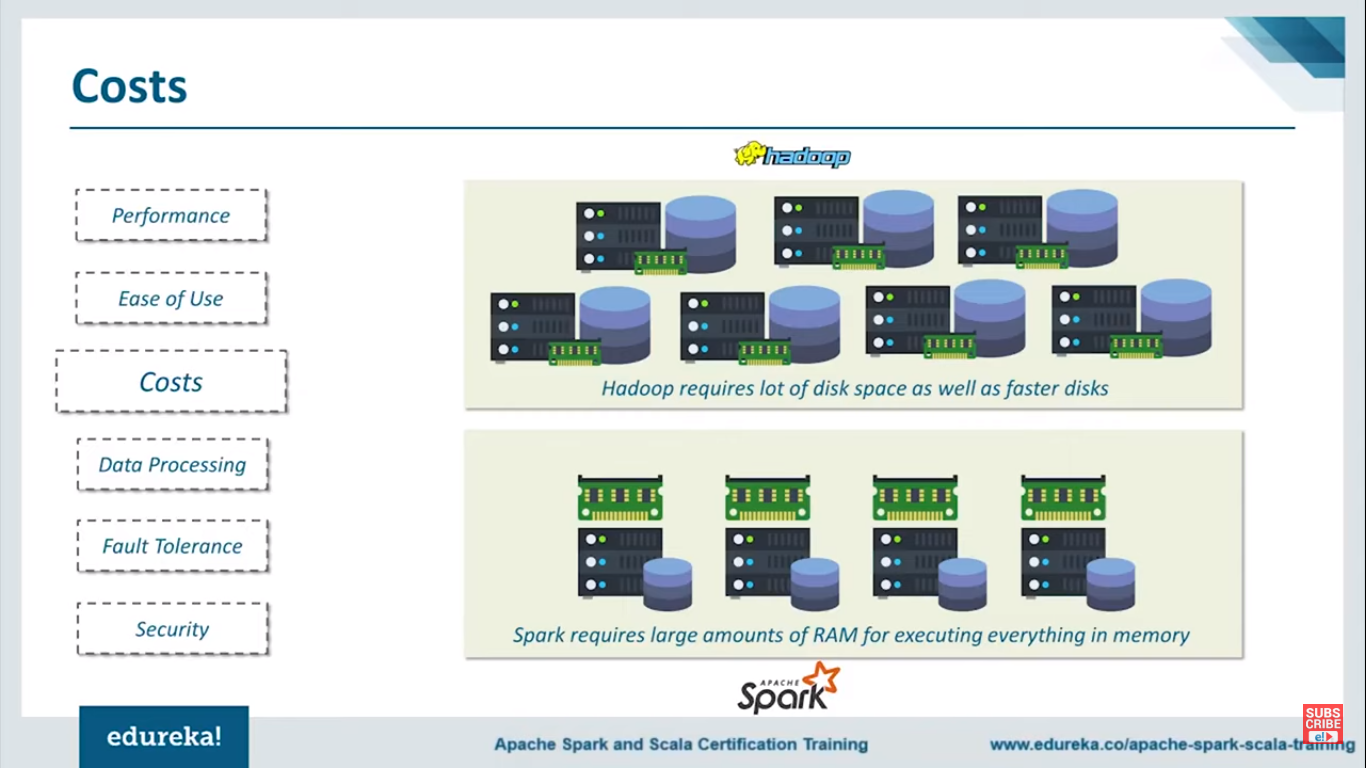 Costs
hadoop
Performance
Ease of Use
Costs
Data Processing
Fault Tolerance
Security
Hadoop requires lot of disk space as well as faster disks
Spark requires large amounts of RAM for executing everything in memory
APACHE
Spark
edureka!
Apache Spark and Scala Certification Training
www.edureka.co/apache-spark-scala-training
SUBS
CRIBE
e!